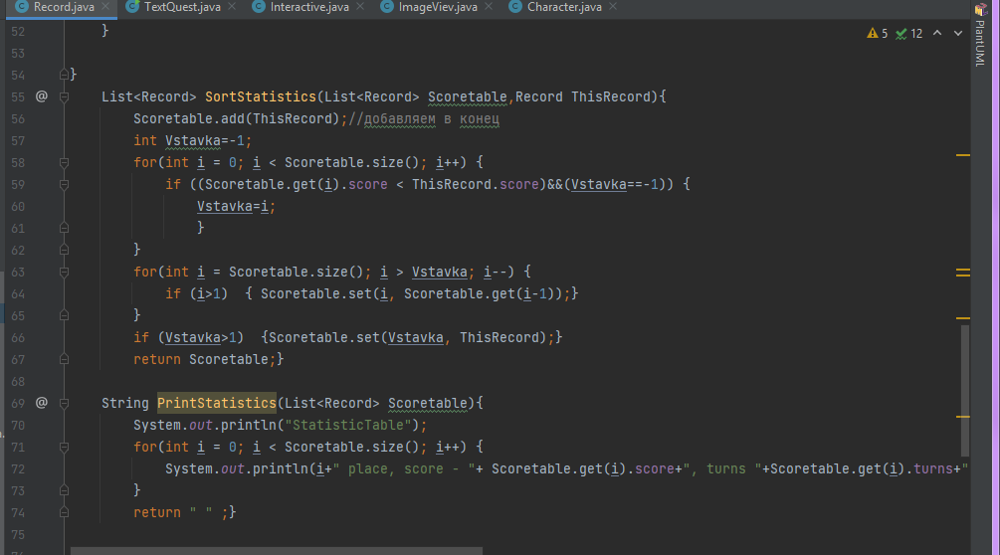 Record.java TextQuest.java Interactive.java ImageViev.java Character.java
52 }
5 12
PlantUML
53
54 }
55 @ List<Record> SortStatistics(List<Record> Scoretable,Record ThisRecord){
56 Scoretable.add(ThisRecord);//добавляем в конец
57 int Vstavka=-1;
58 for(int i = 0; i < Scoretable.size(); i++) {
59 if ((Scoretable.get(i).score < ThisRecord.score)&&(Vstavka==-1)) {
60 Vstavka=i;
61 }
62 }
63 for(int i = Scoretable.size(); i > Vstavka; i--) {
64 if (i>1) { Scoretable.set(i, Scoretable.get(i-1));}
65 }
66 if (Vstavka>1) {Scoretable.set(Vstavka, ThisRecord);}
67 return Scoretable;}
68
69 @ String PrintStatistics(List<Record> Scoretable){
70 System.out.println("StatisticTable");
71 for(int i = 0; i < Scoretable.size(); i++) {
72 System.out.println(i+" place, score - "+ Scoretable.get(i).score+", turns "+Scoretable.get(i).turns+"
73 }
74 return " " ;}
75